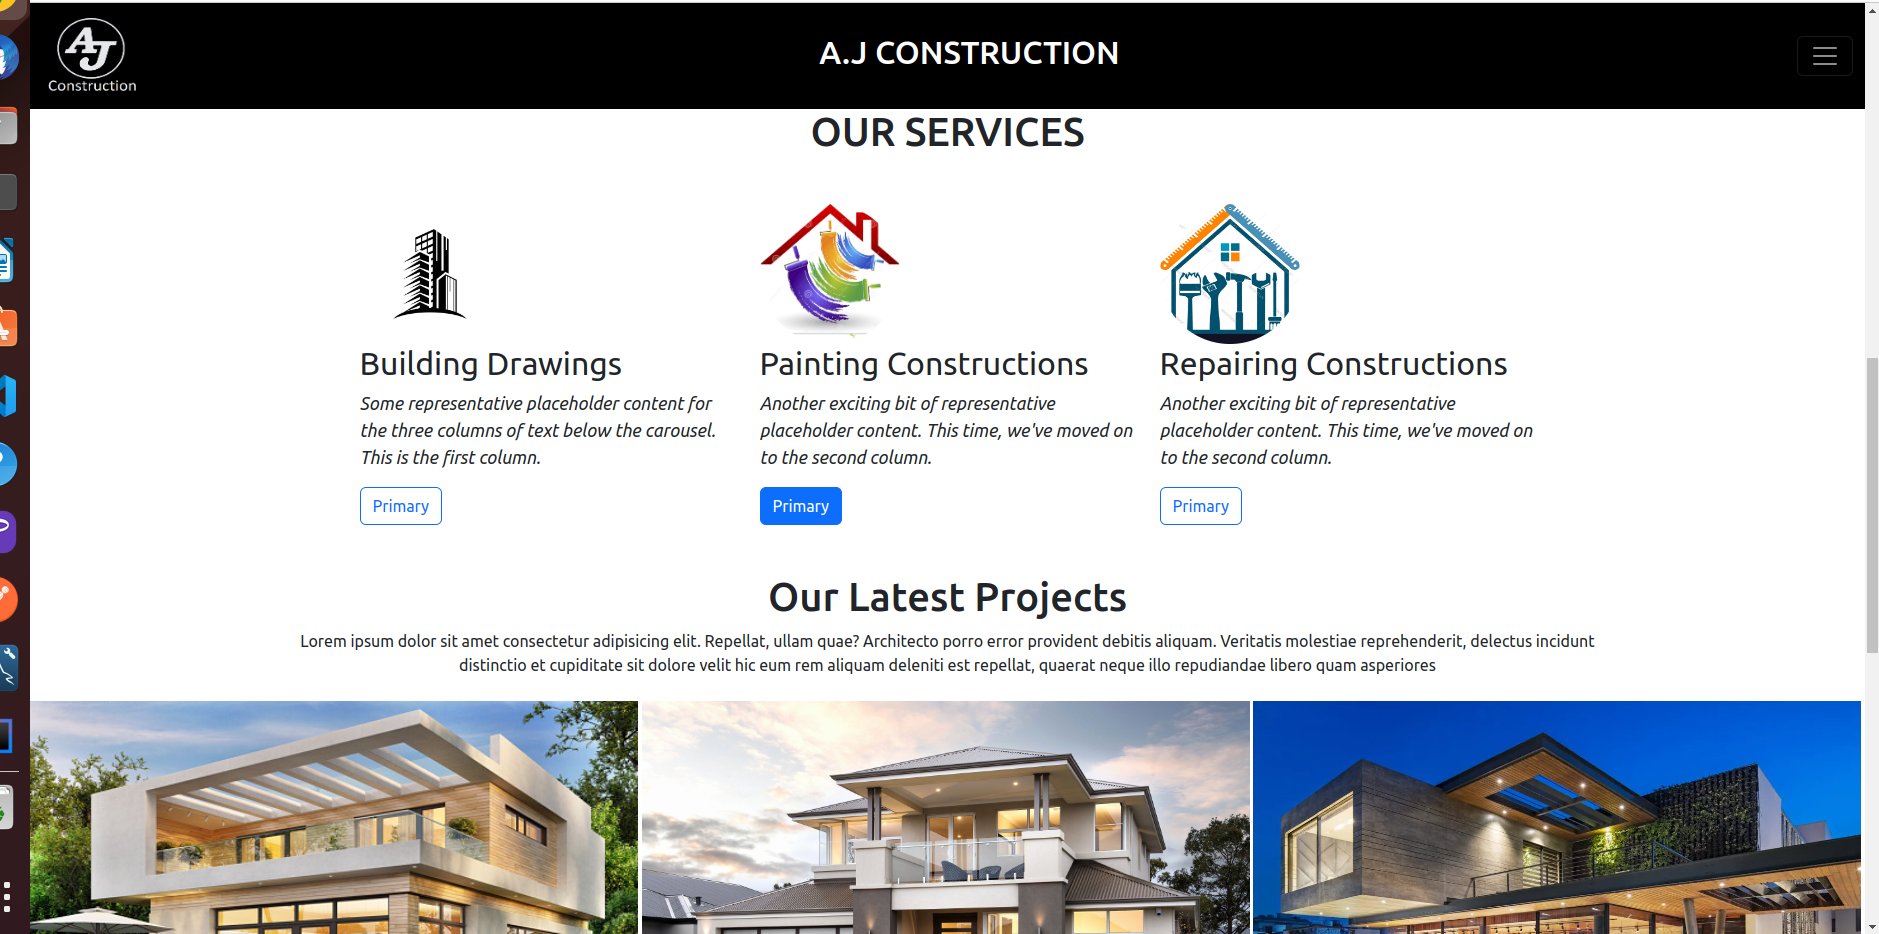 AJ
Construction
A.J CONSTRUCTION
OUR SERVICES
Building Drawings
Some representative placeholder content for
the three columns of text below the carousel.
This is the first column.
Primary
Painting Constructions
Another exciting bit of representative
placeholder content. This time, we've moved on
to the second column.
Primary
Repairing Constructions
Another exciting bit of representative
placeholder content. This time, we've moved on
to the second column.
Primary
Our Latest Projects
Lorem ipsum dolor sit amet consectetur adipisicing elit. Repellat, ullam quae? Architecto porro error provident debitis aliquam. Veritatis molestiae reprehenderit, delectus incidunt
distinctio et cupiditate sit dolore velit hic eum rem aliquam deleniti est repellat, quaerat neque illo repudiandae libero quam asperiores